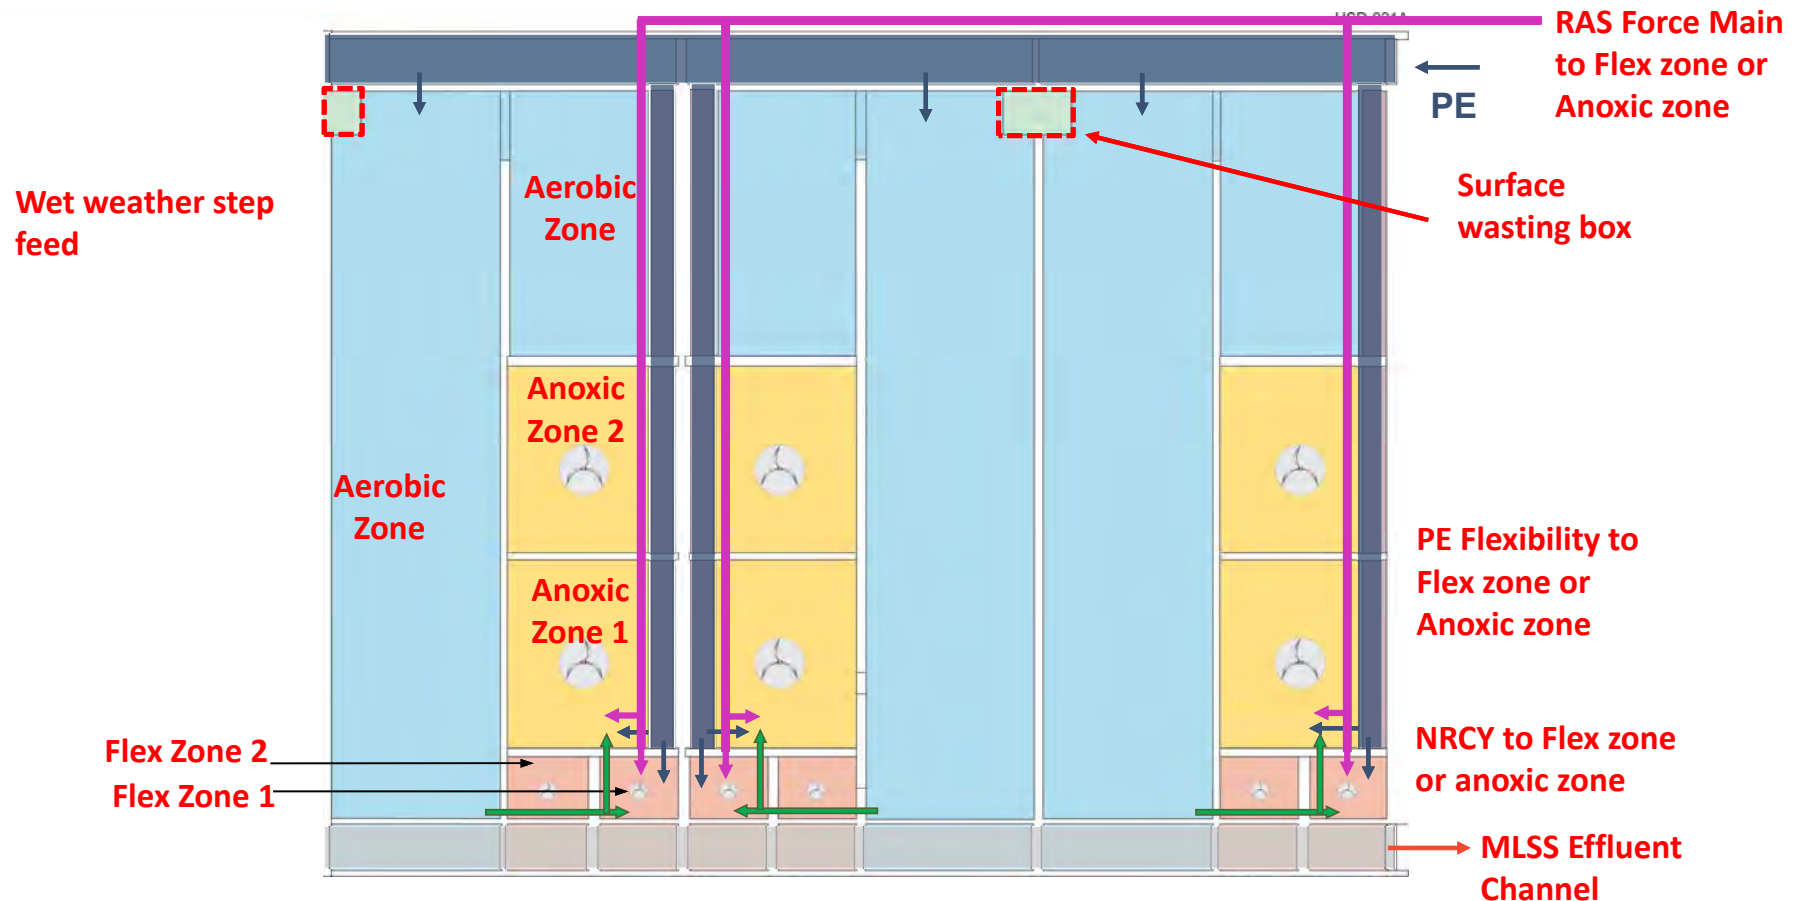 RAS Force Main
to Flex zone or
Anoxic zone
PE
Surface
wasting box
Wet weather step
feed
Aerobic
Zone
Anoxic
Zone 2
Aerobic
Zone
Anoxic
Zone 1
PE Flexibility to
Flex zone or
Anoxic zone
NRCY to Flex zone
or anoxic zone
Flex Zone 2
Flex Zone 1
MLSS Effluent
Channel